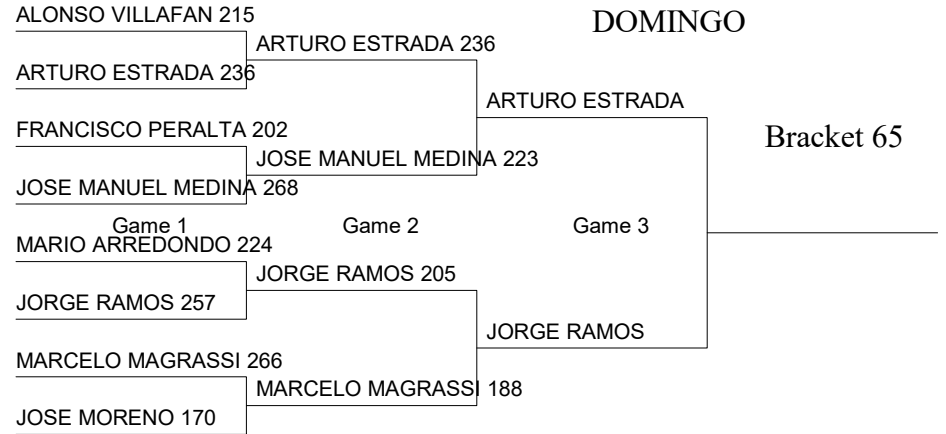 ALONSO VILLAFAN 215
DOMINGO
ARTURO ESTRADA 236
ARTURO ESTRADA 236
ARTURO ESTRADA
FRANCISCO PERALTA 202
Bracket 65
JOSE MANUEL MEDINA 223
JOSE MANUEL MEDINA 268
Game 1
Game 2
Game 3
MARIO ARREDONDO 224
JORGE RAMOS 205
JORGE RAMOS 257
JORGE RAMOS
MARCELO MAGRASSI 266
MARCELO MAGRASSI 188
JOSE MORENO 170